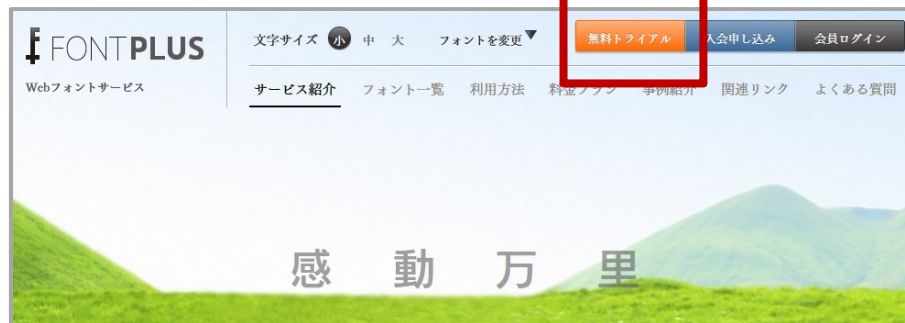 FONTPLUS
Webフォントサービス
文字サイズ 小 中 大 フォントを変更▼
無料トライアル 入会申し込み 会員ログイン
サービス紹介 フォント一覧 利用方法 料金プラン 事例紹介 関連リンク よくある質問
感動万里